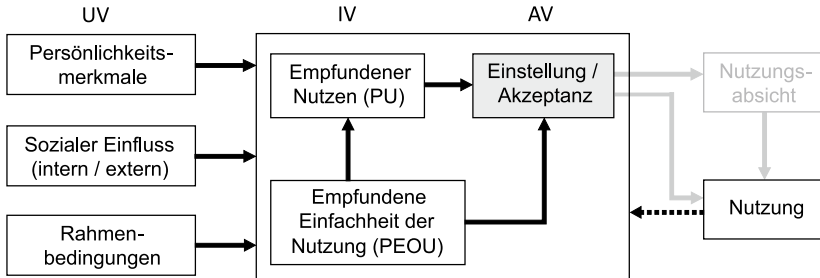 UV
IV
AV
Persönlichkeits-
merkmale
Sozialer Einfluss
(intern / extern)
Rahmen-
bedingungen
Empfundener
Nutzen (PU)
Empfundene
Einfachheit der
Nutzung (PEOU)
Einstellung /
Akzeptanz
Nutzungs-
absicht
Nutzung